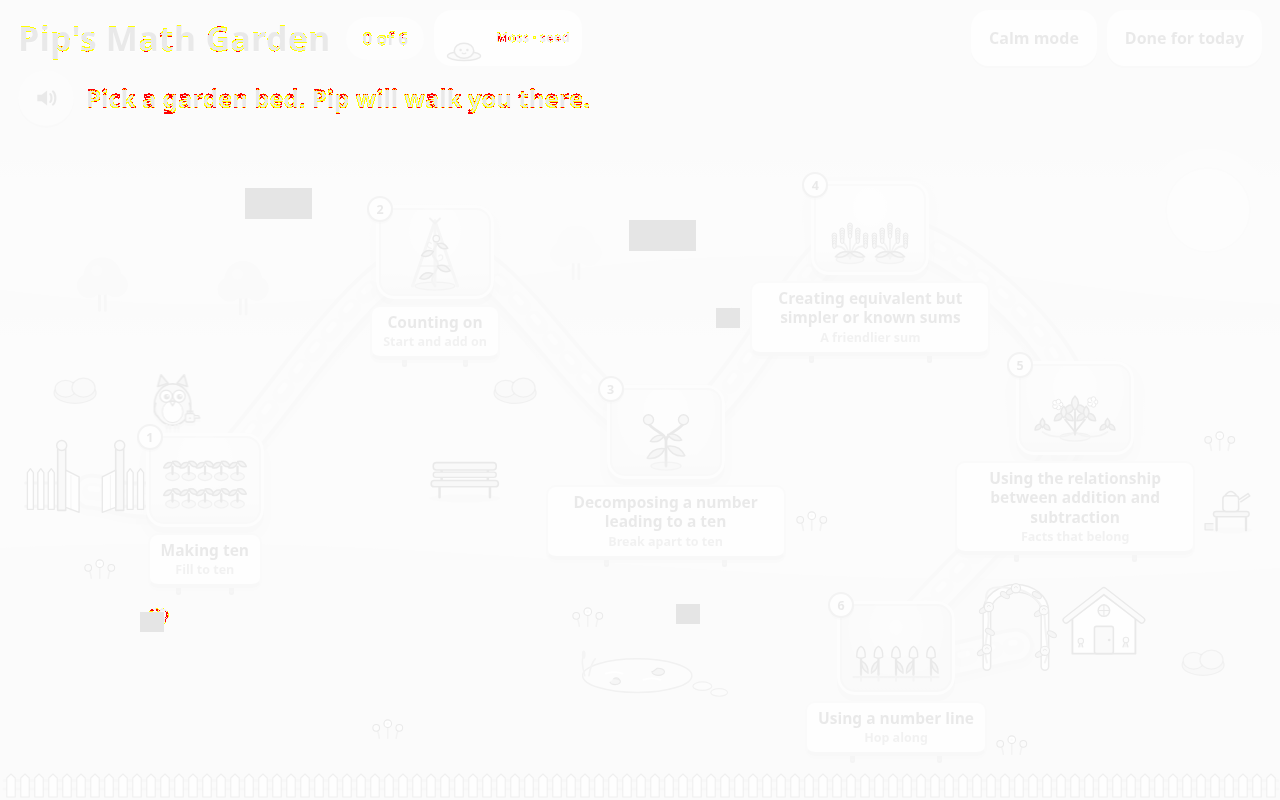 Pip's Math Garden
0 of 6
Calm mode
Done for today
Pick a garden bed. Pip will walk you there.
4
2
Creating equivalent but
simpler or known sums
A friendlier sum
Counting on
Start and add on
5
3
1
Using the relationship
between addition and
subtraction
Facts that belong
Decomposing a number
leading to a ten
Break apart to ten
Making ten
Fill to ten
6
Using a number line
Hop along